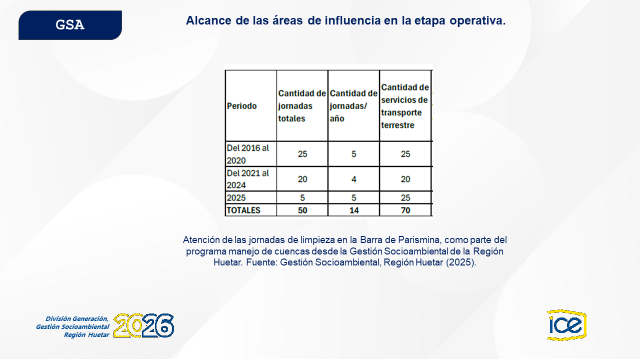 GSA
Alcance de las áreas de influencia en la etapa operativa.
Periodo
Cantidad de
jornadas
totales
Cantidad de
jornadas/
año
Cantidad de
servicios de
transporte
terrestre
Del 2016 al
2020
25
5
25
Del 2021 al
2024
20
4
20
2025
5
5
25
TOTALES
50
14
70
Atención de las jornadas de limpieza en la Barra de Parismina, como parte del
programa manejo de cuencas desde la Gestión Socioambiental de la Región
Huetar. Fuente: Gestión Socioambiental, Región Huetar (2025).
División Generación.
Gestión Socioambiental
Región Huetar
2026
ice